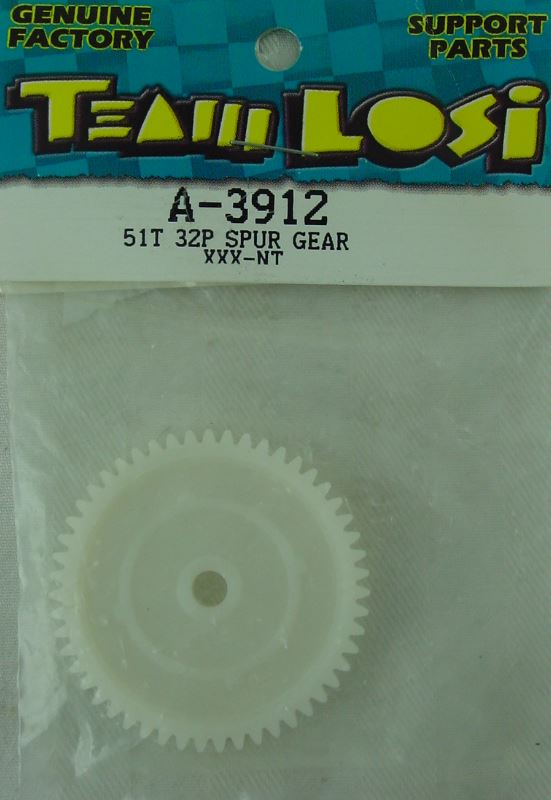 GENUINE
FACTORY
SUPPORT
PARTS
TEAM LOSi
A-3912
51T 32P SPUR GEAR
XXX-NT